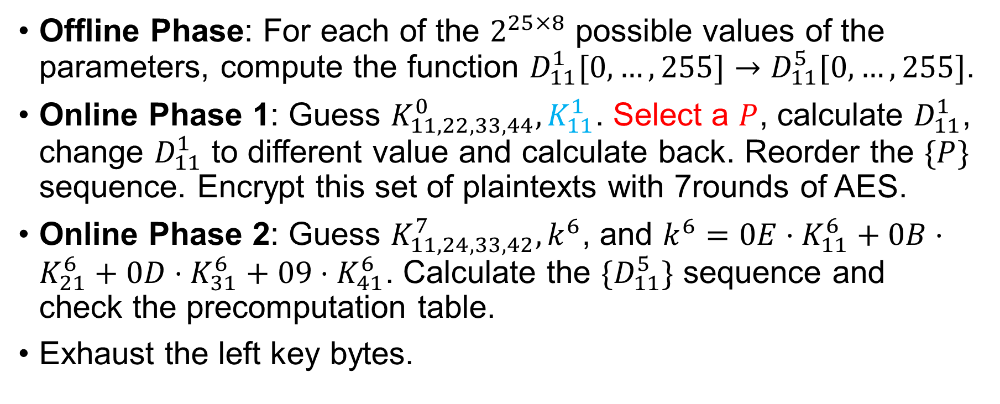 • Offline Phase: For each of the $2^{25 \times 8}$ possible values of the
parameters, compute the function $D_{11}^{1}[0, \ldots, 255] \rightarrow D_{11}^{5}[0, \ldots, 255]$.
• Online Phase 1: Guess $K_{11,22,33,44}^{0}, K_{11}^{1}$. Select a $P$, calculate $D_{11}^{1}$,
change $D_{11}^{1}$ to different value and calculate back. Reorder the $\{P\}$
sequence. Encrypt this set of plaintexts with 7rounds of AES.
• Online Phase 2: Guess $K_{11,24,33,42}^{7}, k^{6}$, and $k^{6} = 0E \cdot K_{11}^{6} + 0B \cdot$
$K_{21}^{6} + 0D \cdot K_{31}^{6} + 09 \cdot K_{41}^{6}$. Calculate the $\{D_{11}^{5}\}$ sequence and
check the precomputation table.
• Exhaust the left key bytes.